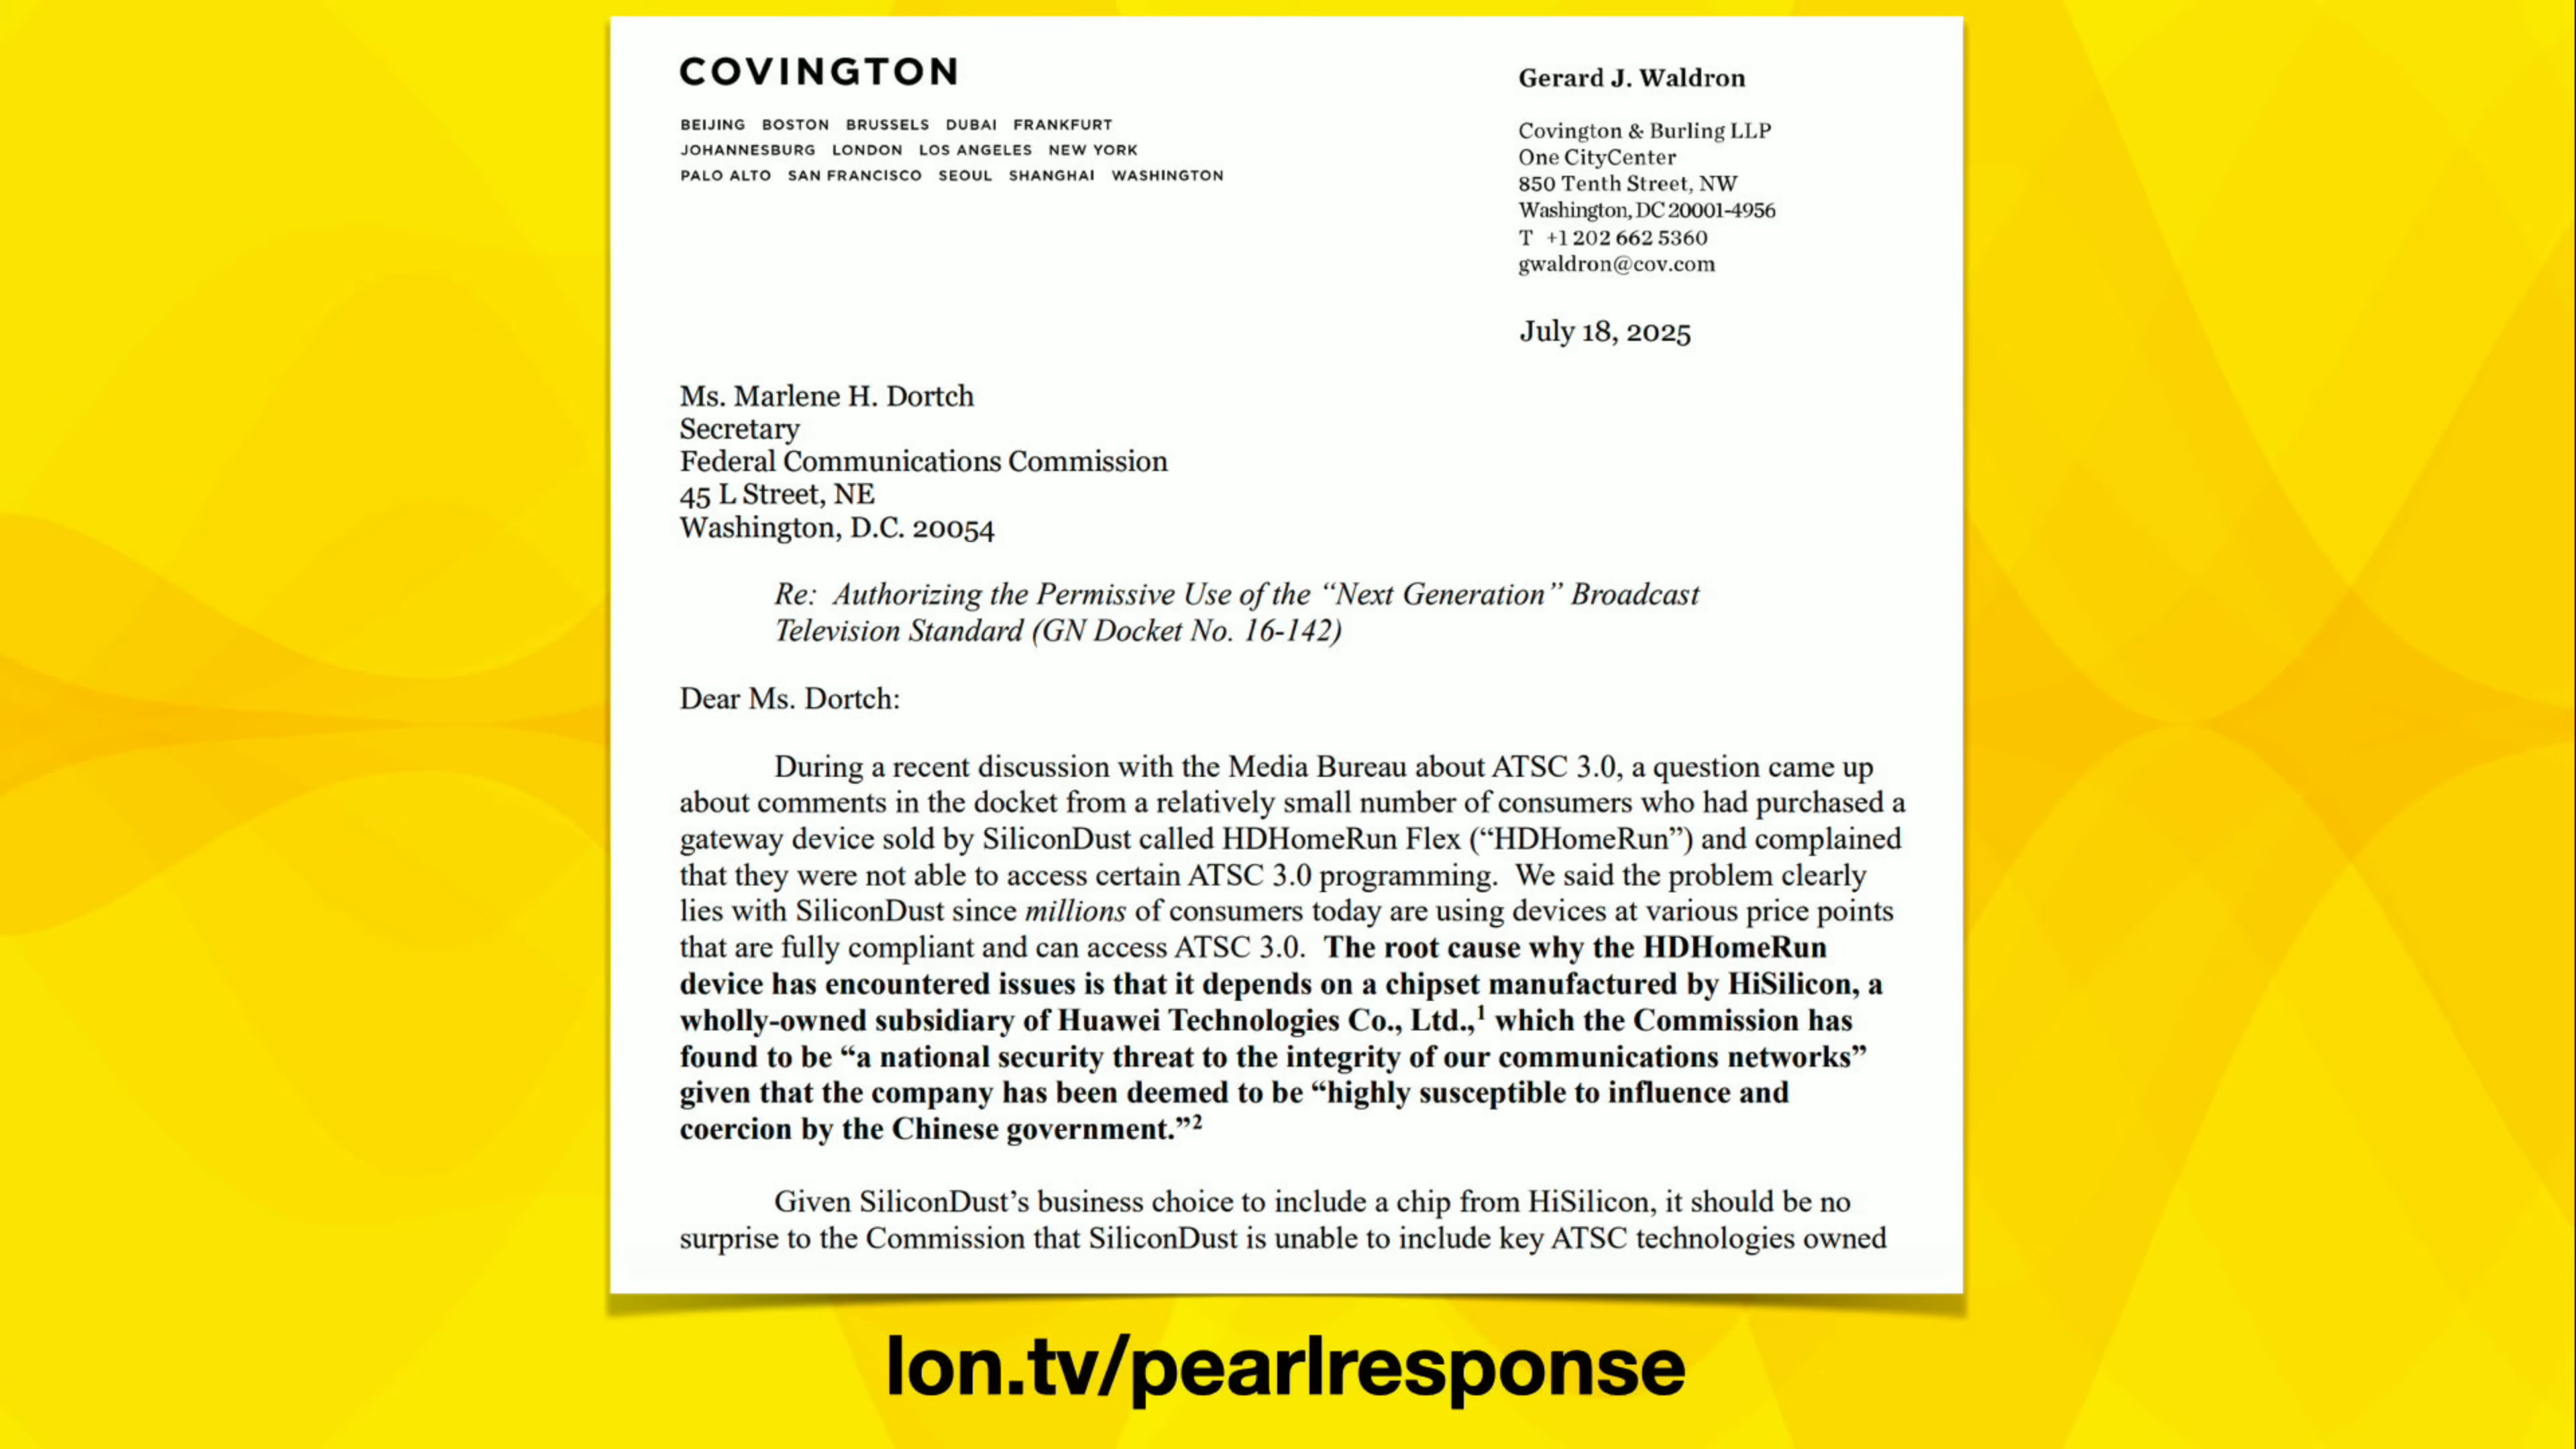 COVINGTON
BEIJING BOSTON BRUSSELS DUBAI FRANKFURT
JOHANNESBURG LONDON LOS ANGELES NEW YORK
PALO ALTO SAN FRANCISCO SEOUL SHANGHAI WASHINGTON
Gerard J. Waldron
Covington & Burling LLP
One CityCenter
850 Tenth Street, NW
Washington, DC 20001-4956
T +1 202 662 5360
gwaldron@cov.com
July 18, 2025
Ms. Marlene H. Dortch
Secretary
Federal Communications Commission
45 L Street, NE
Washington, D.C. 20054
Re: Authorizing the Permissive Use of the “Next Generation” Broadcast
Television Standard (GN Docket No. 16-142)
Dear Ms. Dortch:
During a recent discussion with the Media Bureau about ATSC 3.0, a question came up
about comments in the docket from a relatively small number of consumers who had purchased a
gateway device sold by SiliconDust called HDHomeRun Flex (“HDHomeRun”) and complained
that they were not able to access certain ATSC 3.0 programming. We said the problem clearly
lies with SiliconDust since millions of consumers today are using devices at various price points
that are fully compliant and can access ATSC 3.0. The root cause why the HDHomeRun
device has encountered issues is that it depends on a chipset manufactured by HiSilicon, a
wholly-owned subsidiary of Huawei Technologies Co., Ltd.,¹ which the Commission has
found to be “a national security threat to the integrity of our communications networks”
given that the company has been deemed to be “highly susceptible to influence and
coercion by the Chinese government.”²
Given SiliconDust’s business choice to include a chip from HiSilicon, it should be no
surprise to the Commission that SiliconDust is unable to include key ATSC technologies owned
lon.tv/pearlresponse